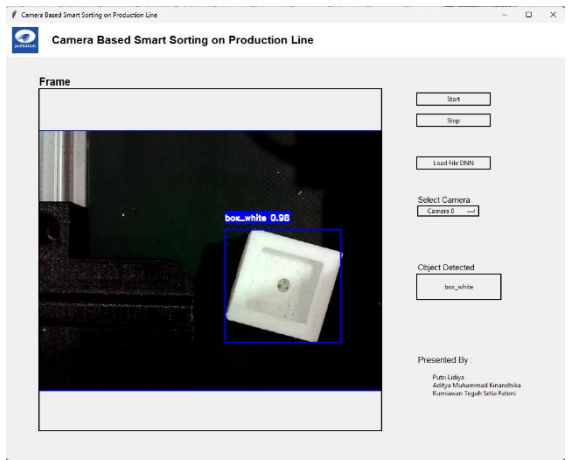 Camera Based Smart Sorting on Production Line
Camera Based Smart Sorting on Production Line
Frame
box_white 0.98
Start
Stop
Load File DNN
Select Camera
Camera 0
Object Detected
box_white
Presented By :
Putri Lidiya
Aditya Muhammad Kinandhika
Kurniawan Teguh Setia Fatoni